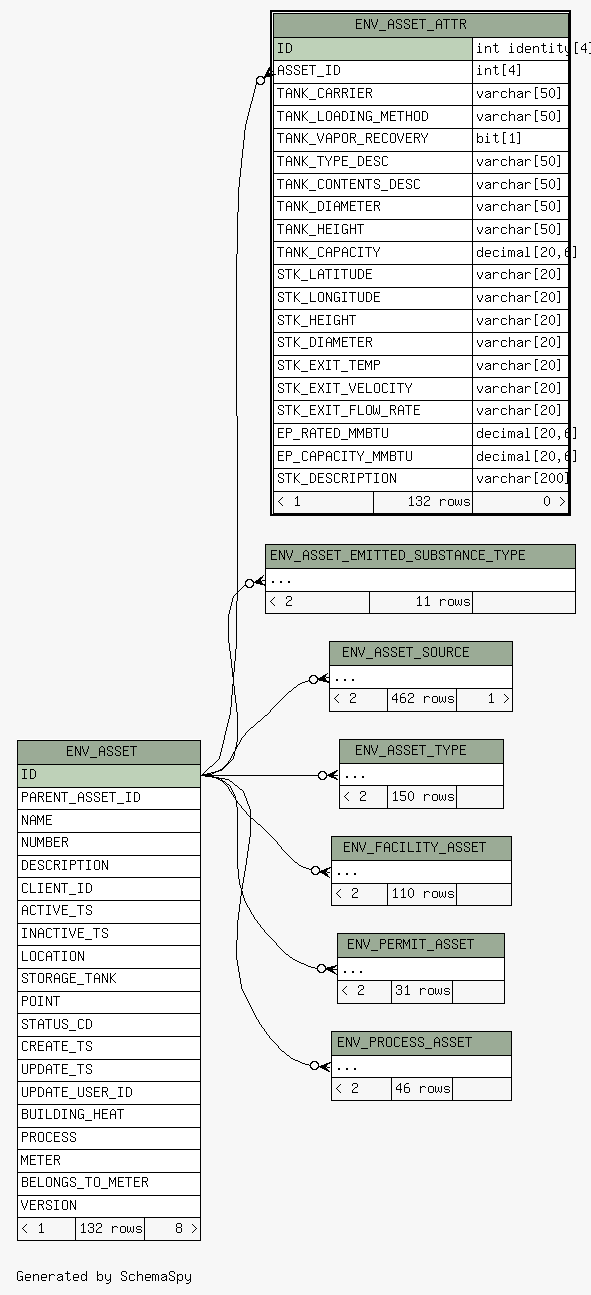 ENV_ASSET_ATTR
ID int identity[4]
ASSET_ID int[4]
TANK_CARRIER varchar[50]
TANK_LOADING_METHOD varchar[50]
TANK_VAPOR_RECOVERY bit[1]
TANK_TYPE_DESC varchar[50]
TANK_CONTENTS_DESC varchar[50]
TANK_DIAMETER varchar[50]
TANK_HEIGHT varchar[50]
TANK_CAPACITY decimal[20,6]
STK_LATITUDE varchar[20]
STK_LONGITUDE varchar[20]
STK_HEIGHT varchar[20]
STK_DIAMETER varchar[20]
STK_EXIT_TEMP varchar[20]
STK_EXIT_VELOCITY varchar[20]
STK_EXIT_FLOW_RATE varchar[20]
EP_RATED_MMBTU decimal[20,6]
EP_CAPACITY_MMBTU decimal[20,6]
STK_DESCRIPTION varchar[200]
< 1 132 rows 0 >
ENV_ASSET_EMITTED_SUBSTANCE_TYPE
...
< 2 11 rows
ENV_ASSET_SOURCE
...
< 2 462 rows 1 >
ENV_ASSET_TYPE
...
< 2 150 rows
ENV_FACILITY_ASSET
...
< 2 110 rows
ENV_PERMIT_ASSET
...
< 2 31 rows
ENV_PROCESS_ASSET
...
< 2 46 rows
ENV_ASSET
ID
PARENT_ASSET_ID
NAME
NUMBER
DESCRIPTION
CLIENT_ID
ACTIVE_TS
INACTIVE_TS
LOCATION
STORAGE_TANK
POINT
STATUS_CD
CREATE_TS
UPDATE_TS
UPDATE_USER_ID
BUILDING_HEAT
PROCESS
METER
BELONGS_TO_METER
VERSION
< 1 132 rows 8 >
Generated by SchemaSpy